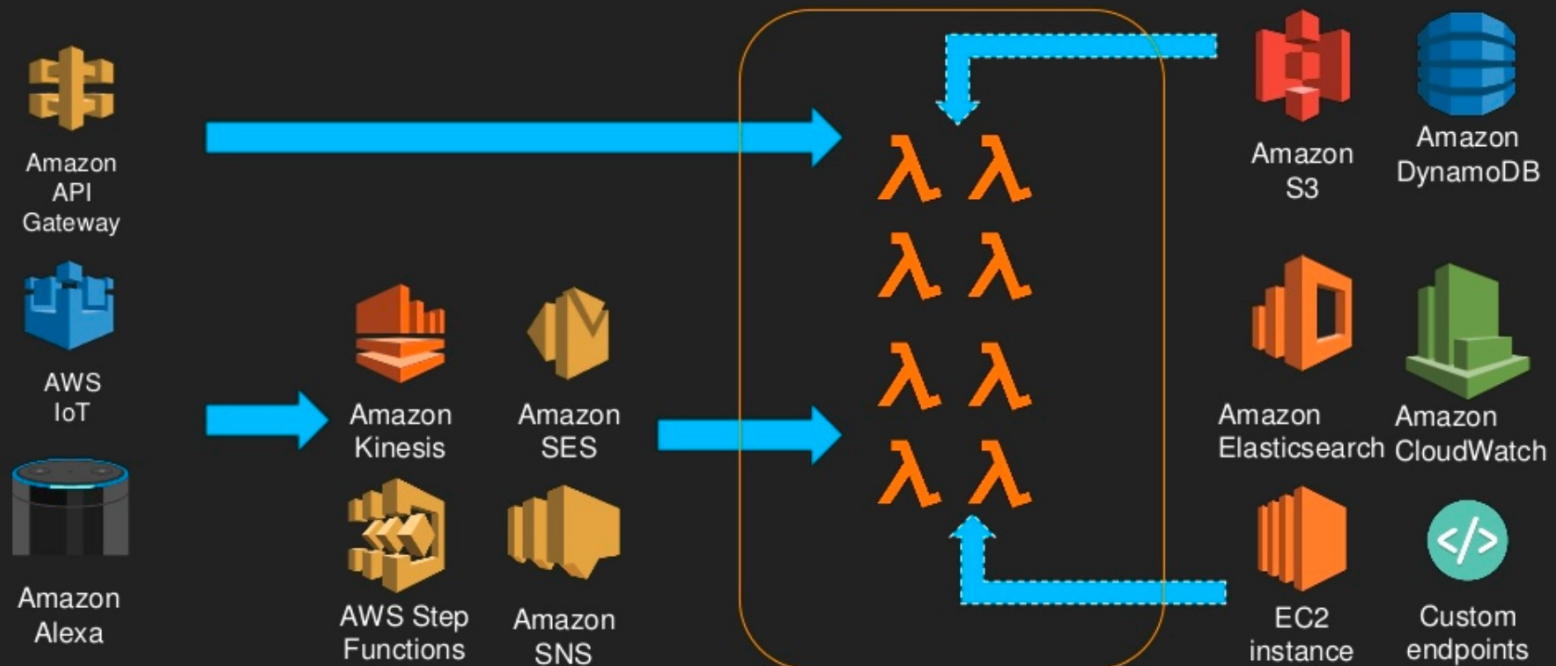 Amazon
API
Gateway
AWS
IoT
Amazon
Alexa
Amazon
Kinesis
Amazon
SES
AWS Step
Functions
Amazon
SNS
λ λ
λ λ
λ λ
λ λ
Amazon
S3
Amazon
DynamoDB
Amazon
Elasticsearch
Amazon
CloudWatch
EC2
instance
</>
Custom
endpoints